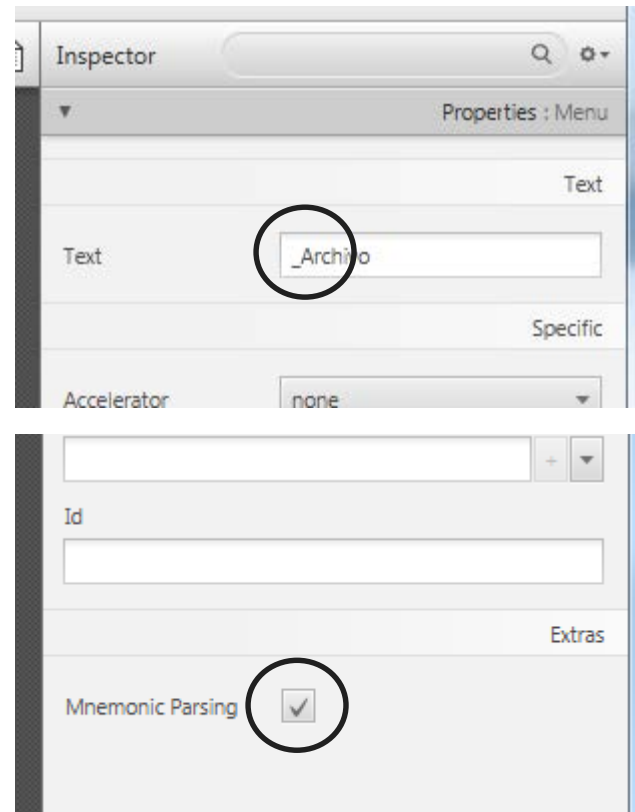 Inspector
Properties : Menu
Text
Text _Archivo
Specific
Accelerator none
Id
Extras
Mnemonic Parsing